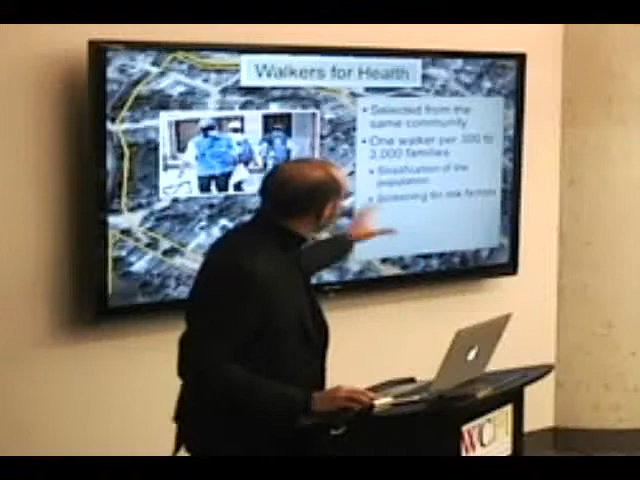 Walkers for Health
• Selected from the
same community
• One walker per 300 to
3,000 families
• Stratification of the
population
• Screening for risk factors